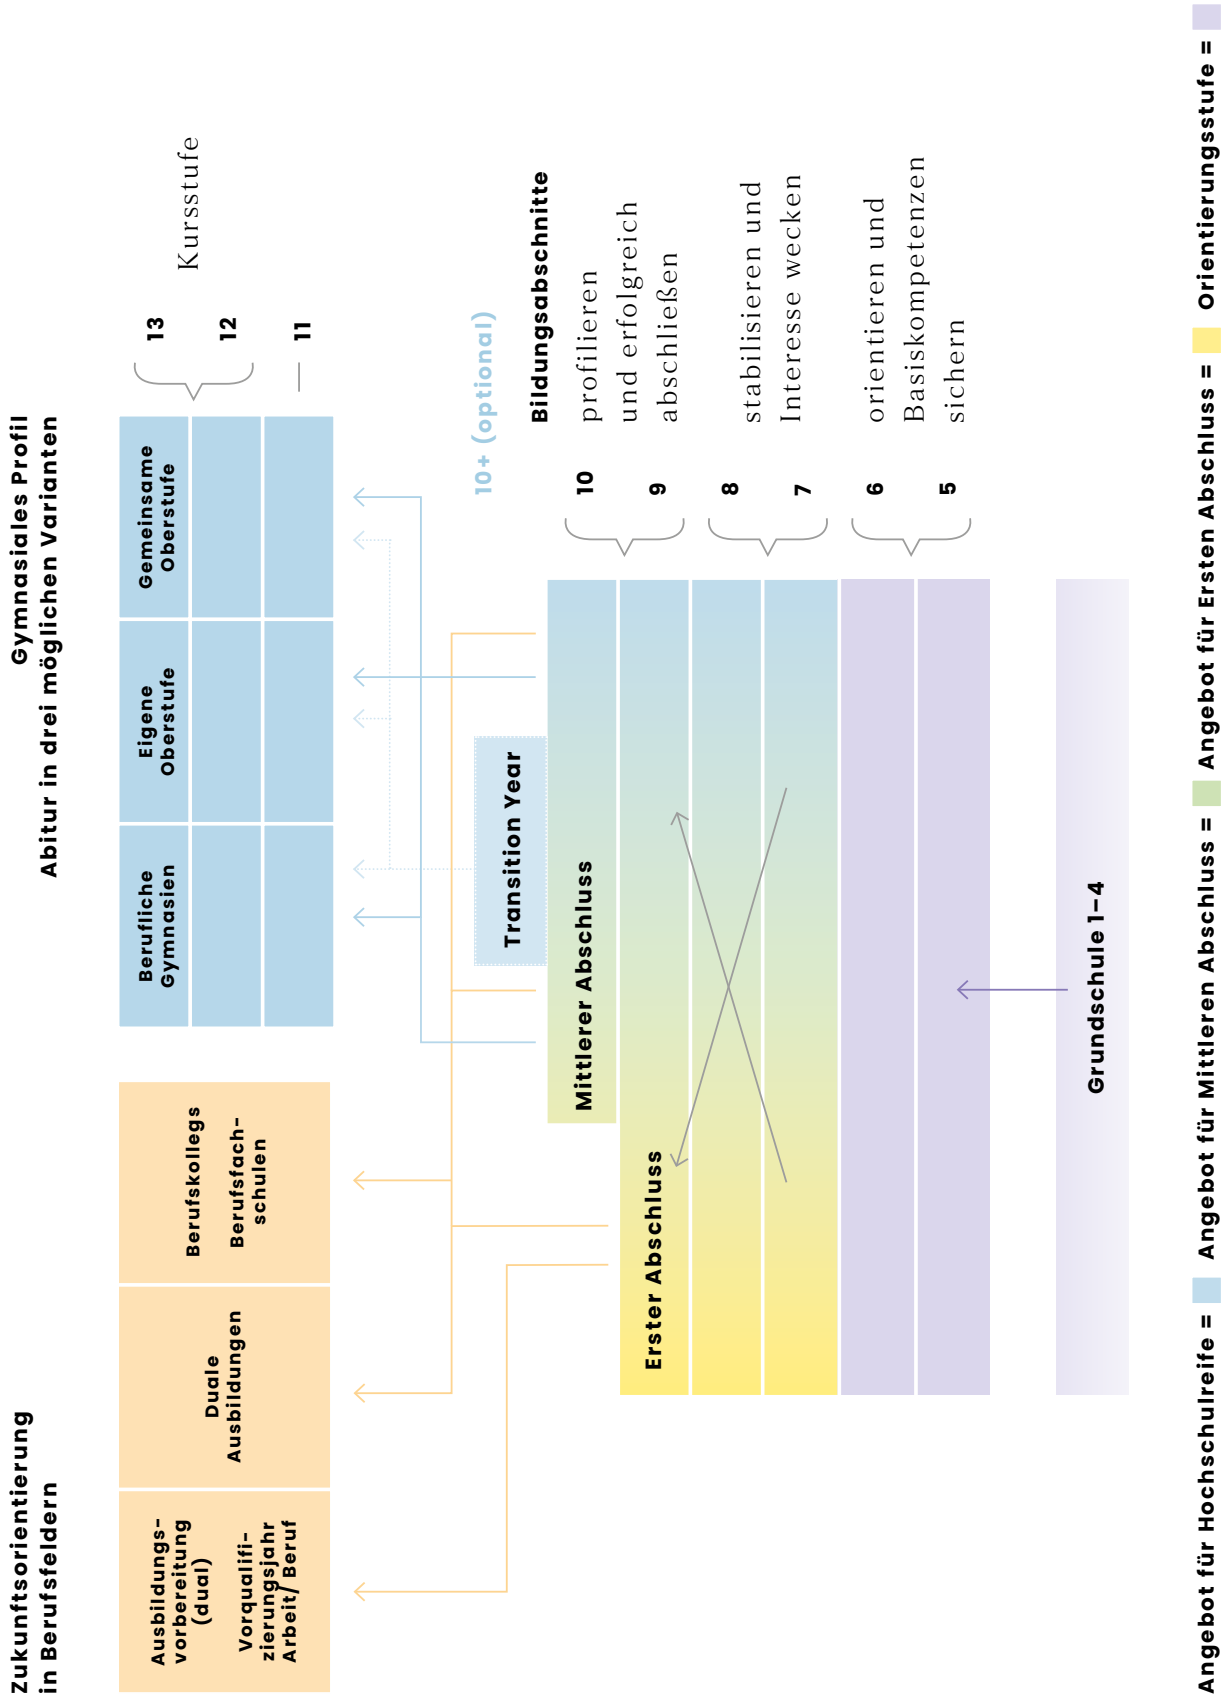 Zukunftsorientierung
in Berufsfeldern
Gymnasiales Profil
Abitur in drei möglichen Varianten
Ausbildungs-
vorbereitung
(dual)
Vorqualifi-
zierungsjahr
Arbeit/ Beruf
Duale
Ausbildungen
Berufskollegs
Berufsfach-
schulen
Berufliche
Gymnasien
Eigene
Oberstufe
Gemeinsame
Oberstufe
13
12
11
Kursstufe
10+ (optional)
Transition Year
Bildungsabschnitte
Mittlerer Abschluss
10
profilieren
und erfolgreich
abschließen
Erster Abschluss
9
8
stabilisieren und
Interesse wecken
7
6
orientieren und
Basiskompetenzen
sichern
5
Grundschule 1–4
Angebot für Hochschulreife =
Angebot für Mittleren Abschluss =
Angebot für Ersten Abschluss =
Orientierungsstufe =